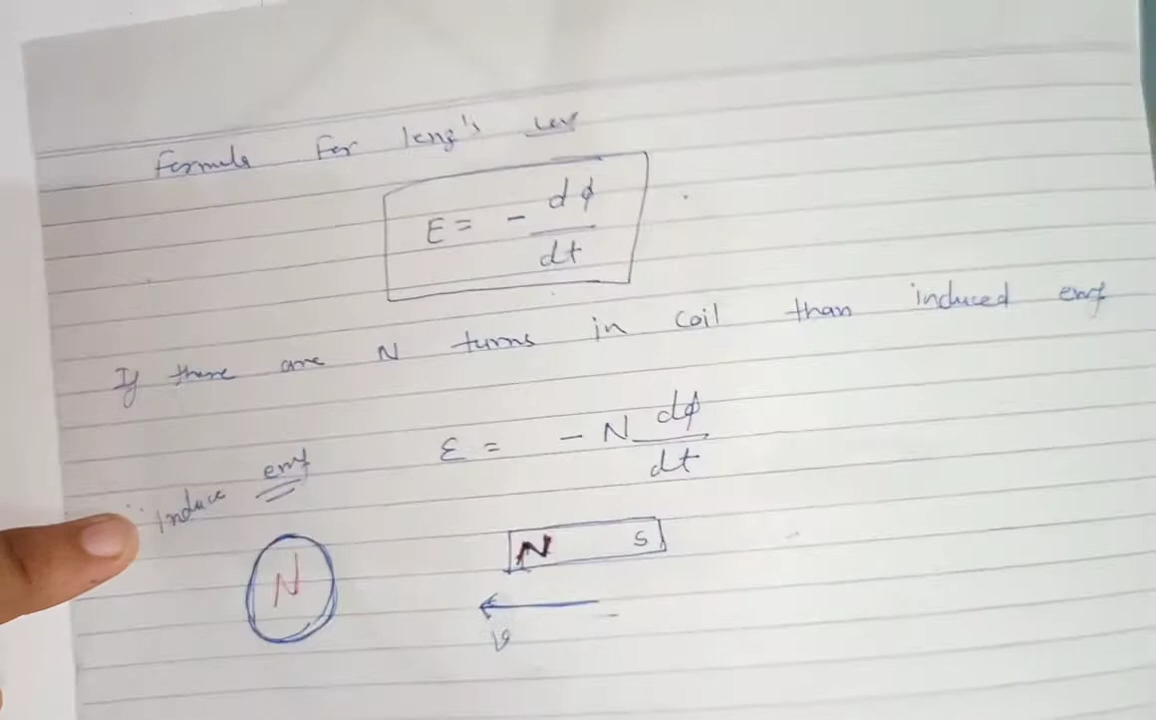 Formula For lenz's law
E = - dφ/dt
If there are N turns in coil than induced emf
ε = - N dφ/dt
induce emf
N
N S
v